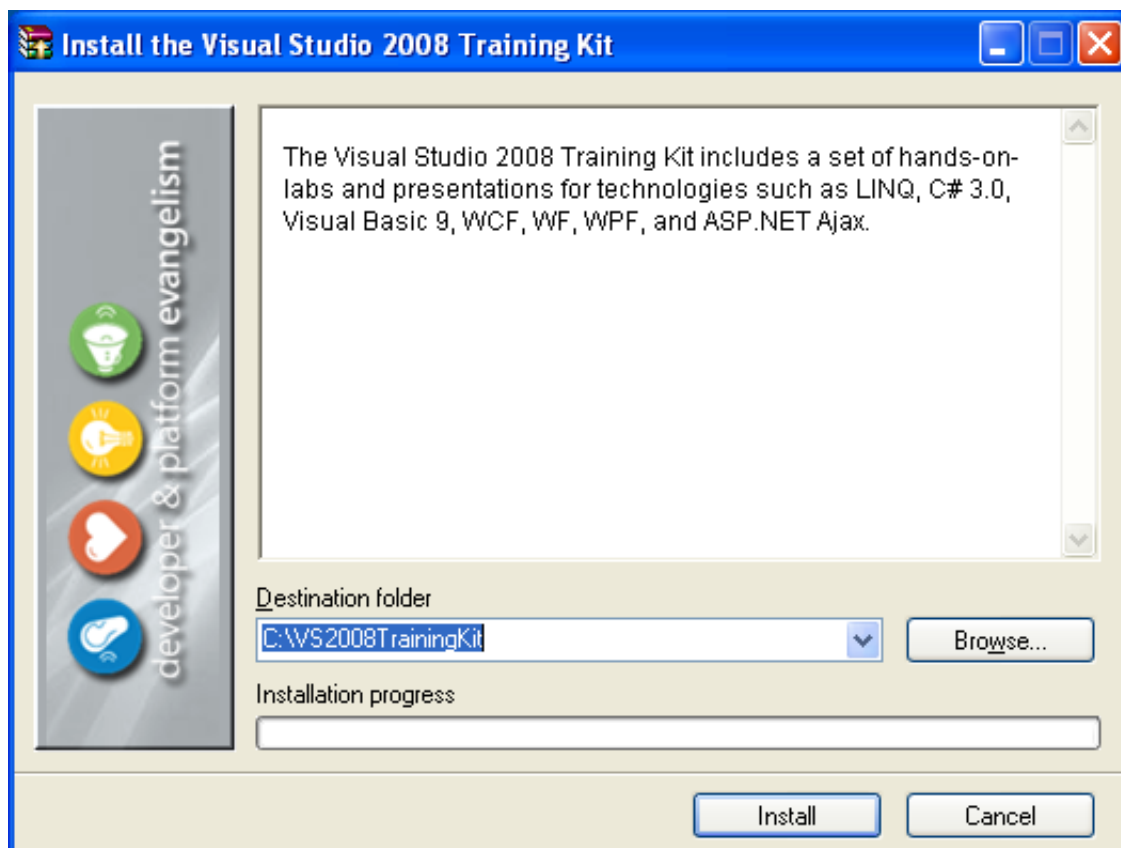 Install the Visual Studio 2008 Training Kit
developer & platform evangelism
The Visual Studio 2008 Training Kit includes a set of hands-on-
labs and presentations for technologies such as LINQ, C# 3.0,
Visual Basic 9, WCF, WF, WPF, and ASP.NET Ajax.
Destination folder
C:\VS2008TrainingKit
Browse...
Installation progress
Install
Cancel